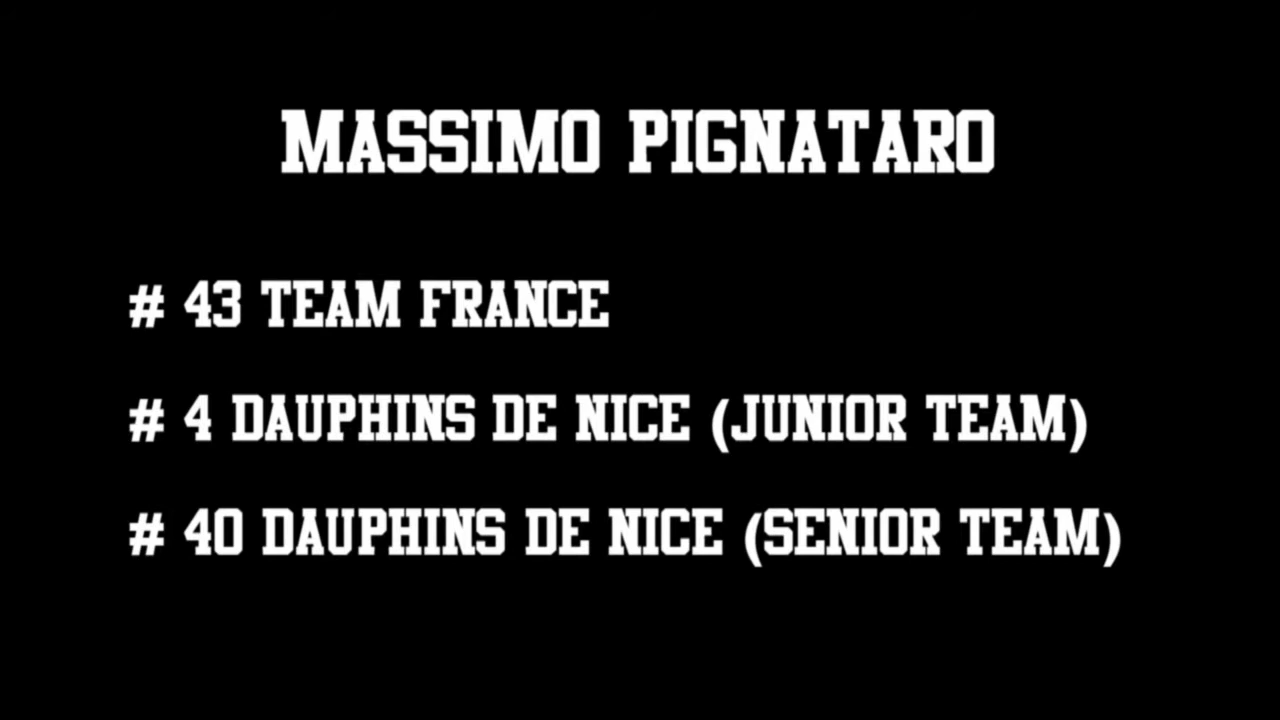 MASSIMO PIGNATARO
# 43 TEAM FRANCE
# 4 DAUPHINS DE NICE (JUNIOR TEAM)
# 40 DAUPHINS DE NICE (SENIOR TEAM)